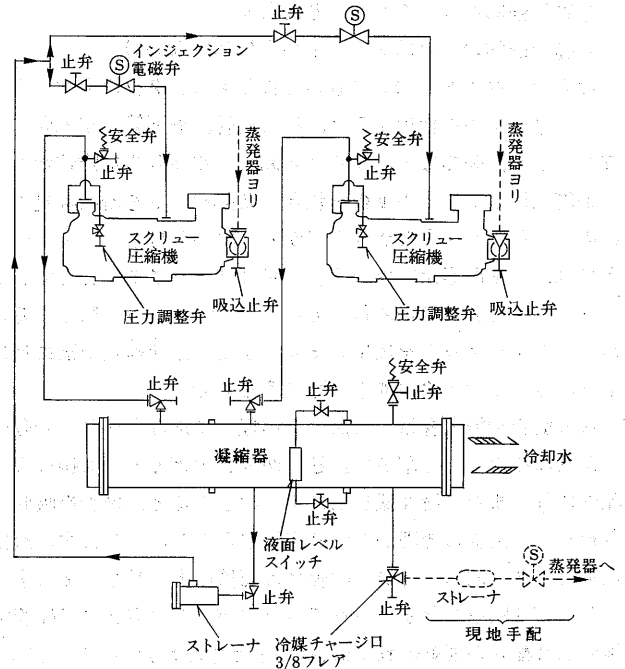 止弁
Ⓢ
インジェクション
電磁弁
止弁
Ⓢ
安全弁
止弁
蒸発器ヨリ
安全弁
止弁
蒸発器ヨリ
スクリュー
圧縮機
スクリュー
圧縮機
圧力調整弁
吸込止弁
圧力調整弁
吸込止弁
止弁
止弁
止弁
安全弁
止弁
凝縮器
冷却水
止弁
液面レベル
スイッチ
Ⓢ
蒸発器へ
止弁
止弁
ストレーナ
ストレーナ
冷媒チャージ口
3/8フレア
現地手配